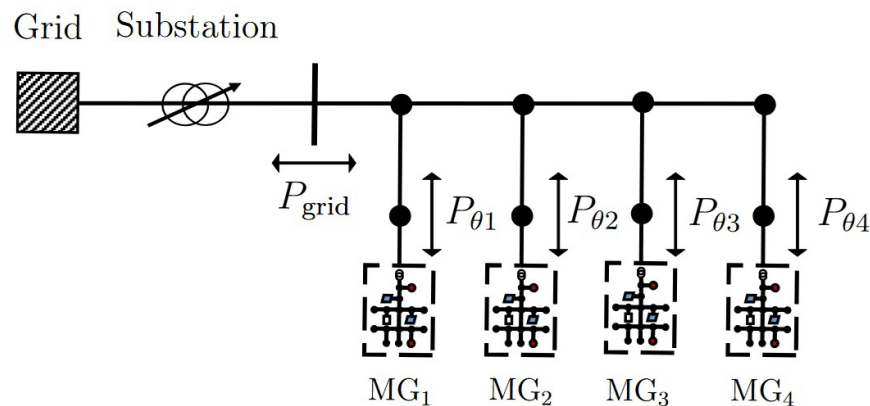 Grid Substation
P_grid
P_θ1 P_θ2 P_θ3 P_θ4
MG_1 MG_2 MG_3 MG_4